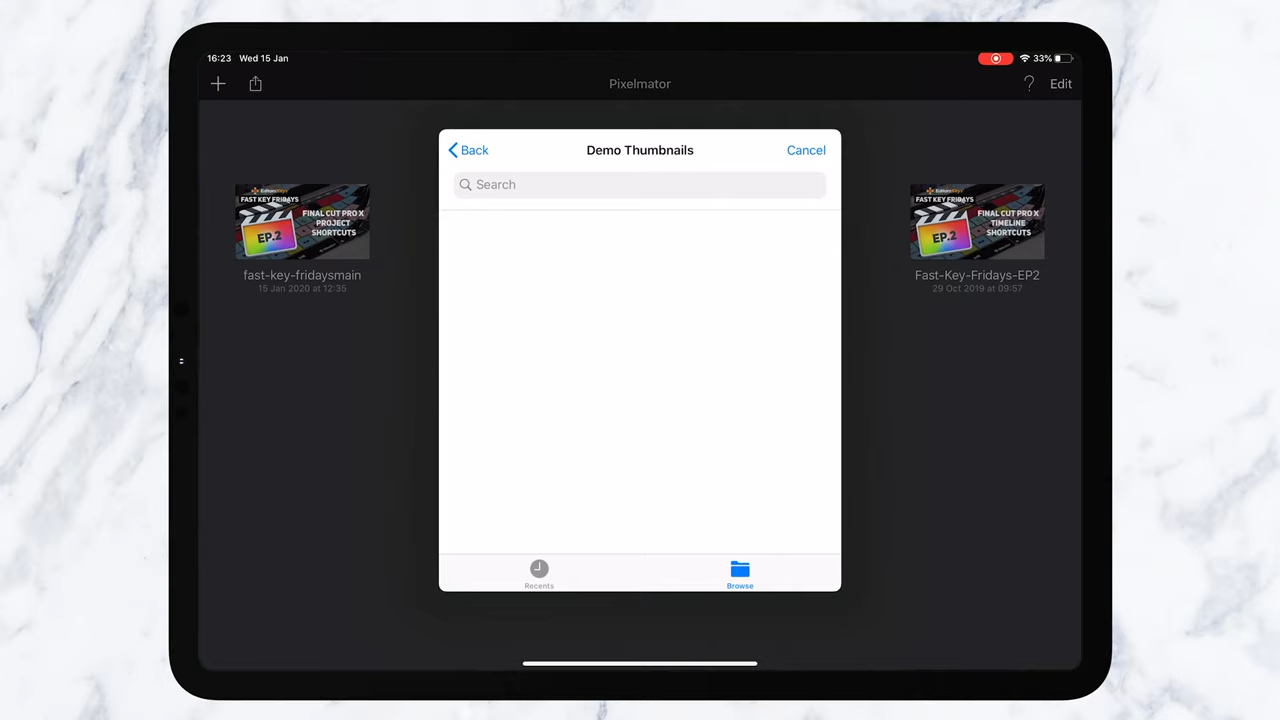 16:23 Wed 15 Jan
33%
Pixelmator
Edit
Back
Demo Thumbnails
Cancel
Search
EditorsKeys
FAST KEY FRIDAYS
FINAL CUT PRO X
PROJECT
SHORTCUTS
EP.2
fast-key-fridaysmain
15 Jan 2020 at 12:35
EditorsKeys
FAST KEY FRIDAYS
FINAL CUT PRO X
TIMELINE
SHORTCUTS
EP.2
Fast-Key-Fridays-EP2
29 Oct 2019 at 09:57
Recents
Browse